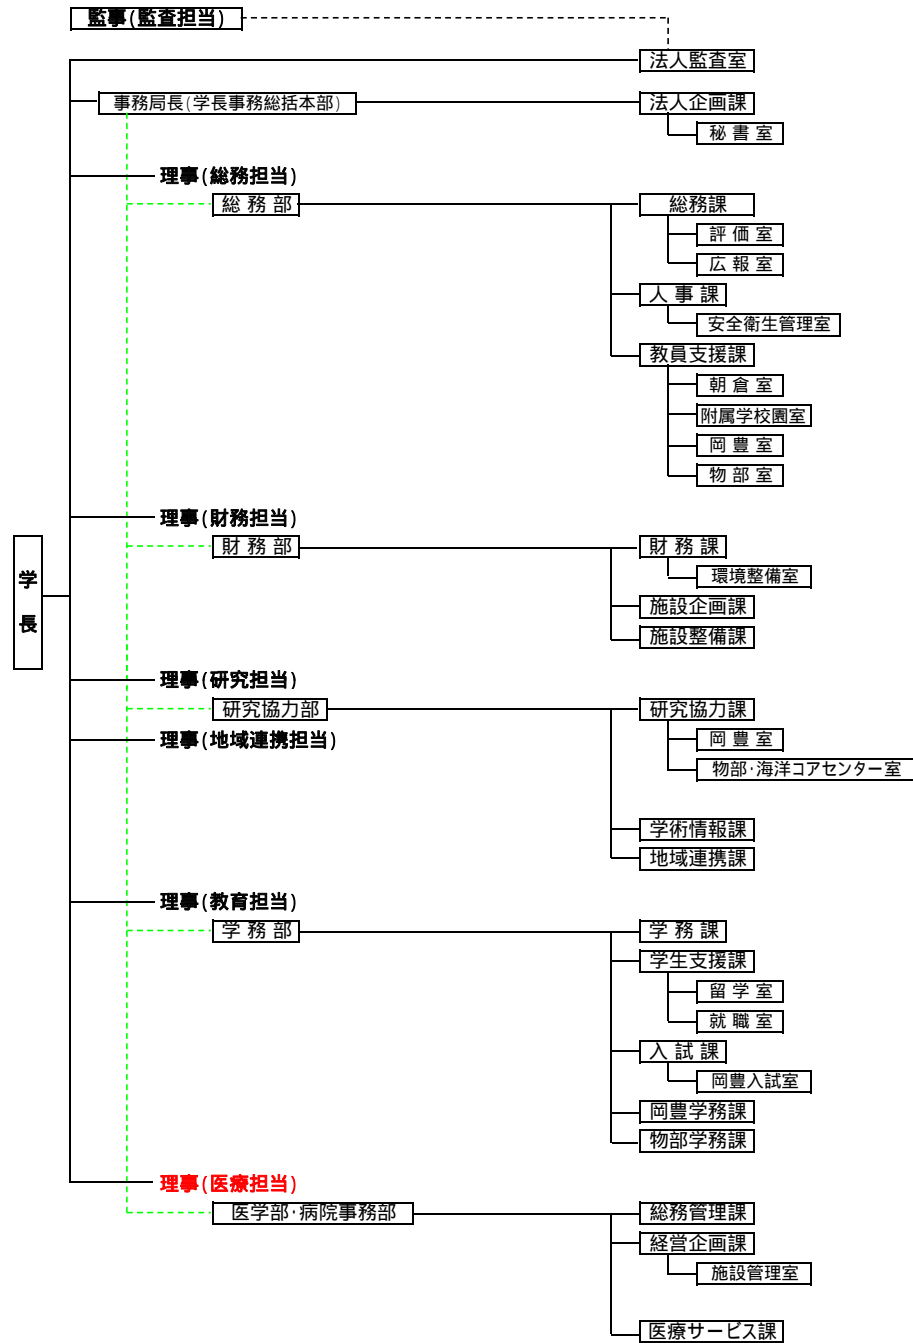 監事(監査担当)
法人監査室
事務局長(学長事務総括本部)
法人企画課
秘書室
理事(総務担当)
総務部
総務課
評価室
広報室
人事課
安全衛生管理室
教員支援課
朝倉室
附属学校園室
岡豊室
物部室
理事(財務担当)
財務部
財務課
環境整備室
施設企画課
施設整備課
学長
理事(研究担当)
研究協力部
研究協力課
岡豊室
理事(地域連携担当)
物部・海洋コアセンター室
学術情報課
地域連携課
理事(教育担当)
学務部
学務課
学生支援課
留学室
就職室
入試課
岡豊入試室
岡豊学務課
物部学務課
理事(医療担当)
医学部・病院事務部
総務管理課
経営企画課
施設管理室
医療サービス課